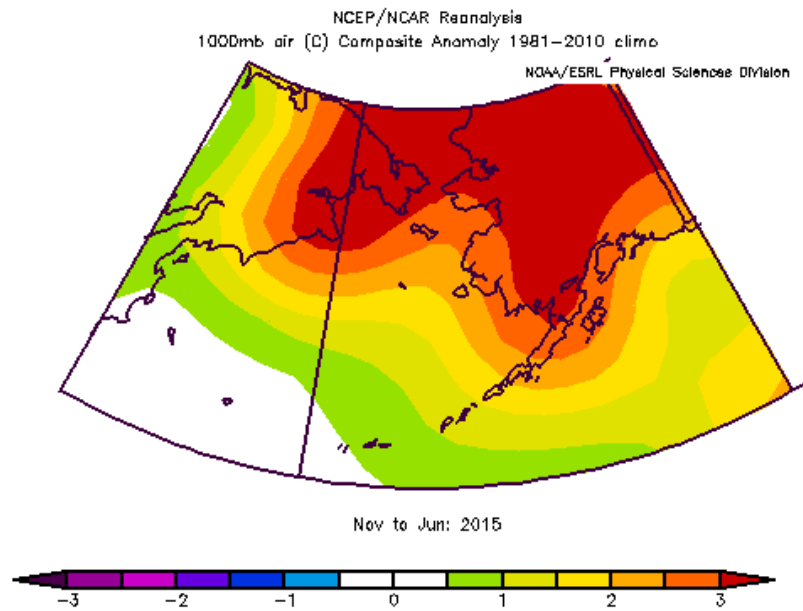 NCEP/NCAR Reanalysis
1000mb air (C) Composite Anomaly 1981-2010 climo
NOAA/ESRL Physical Sciences Division
Nov to Jun: 2015
-3 -2 -1 0 1 2 3